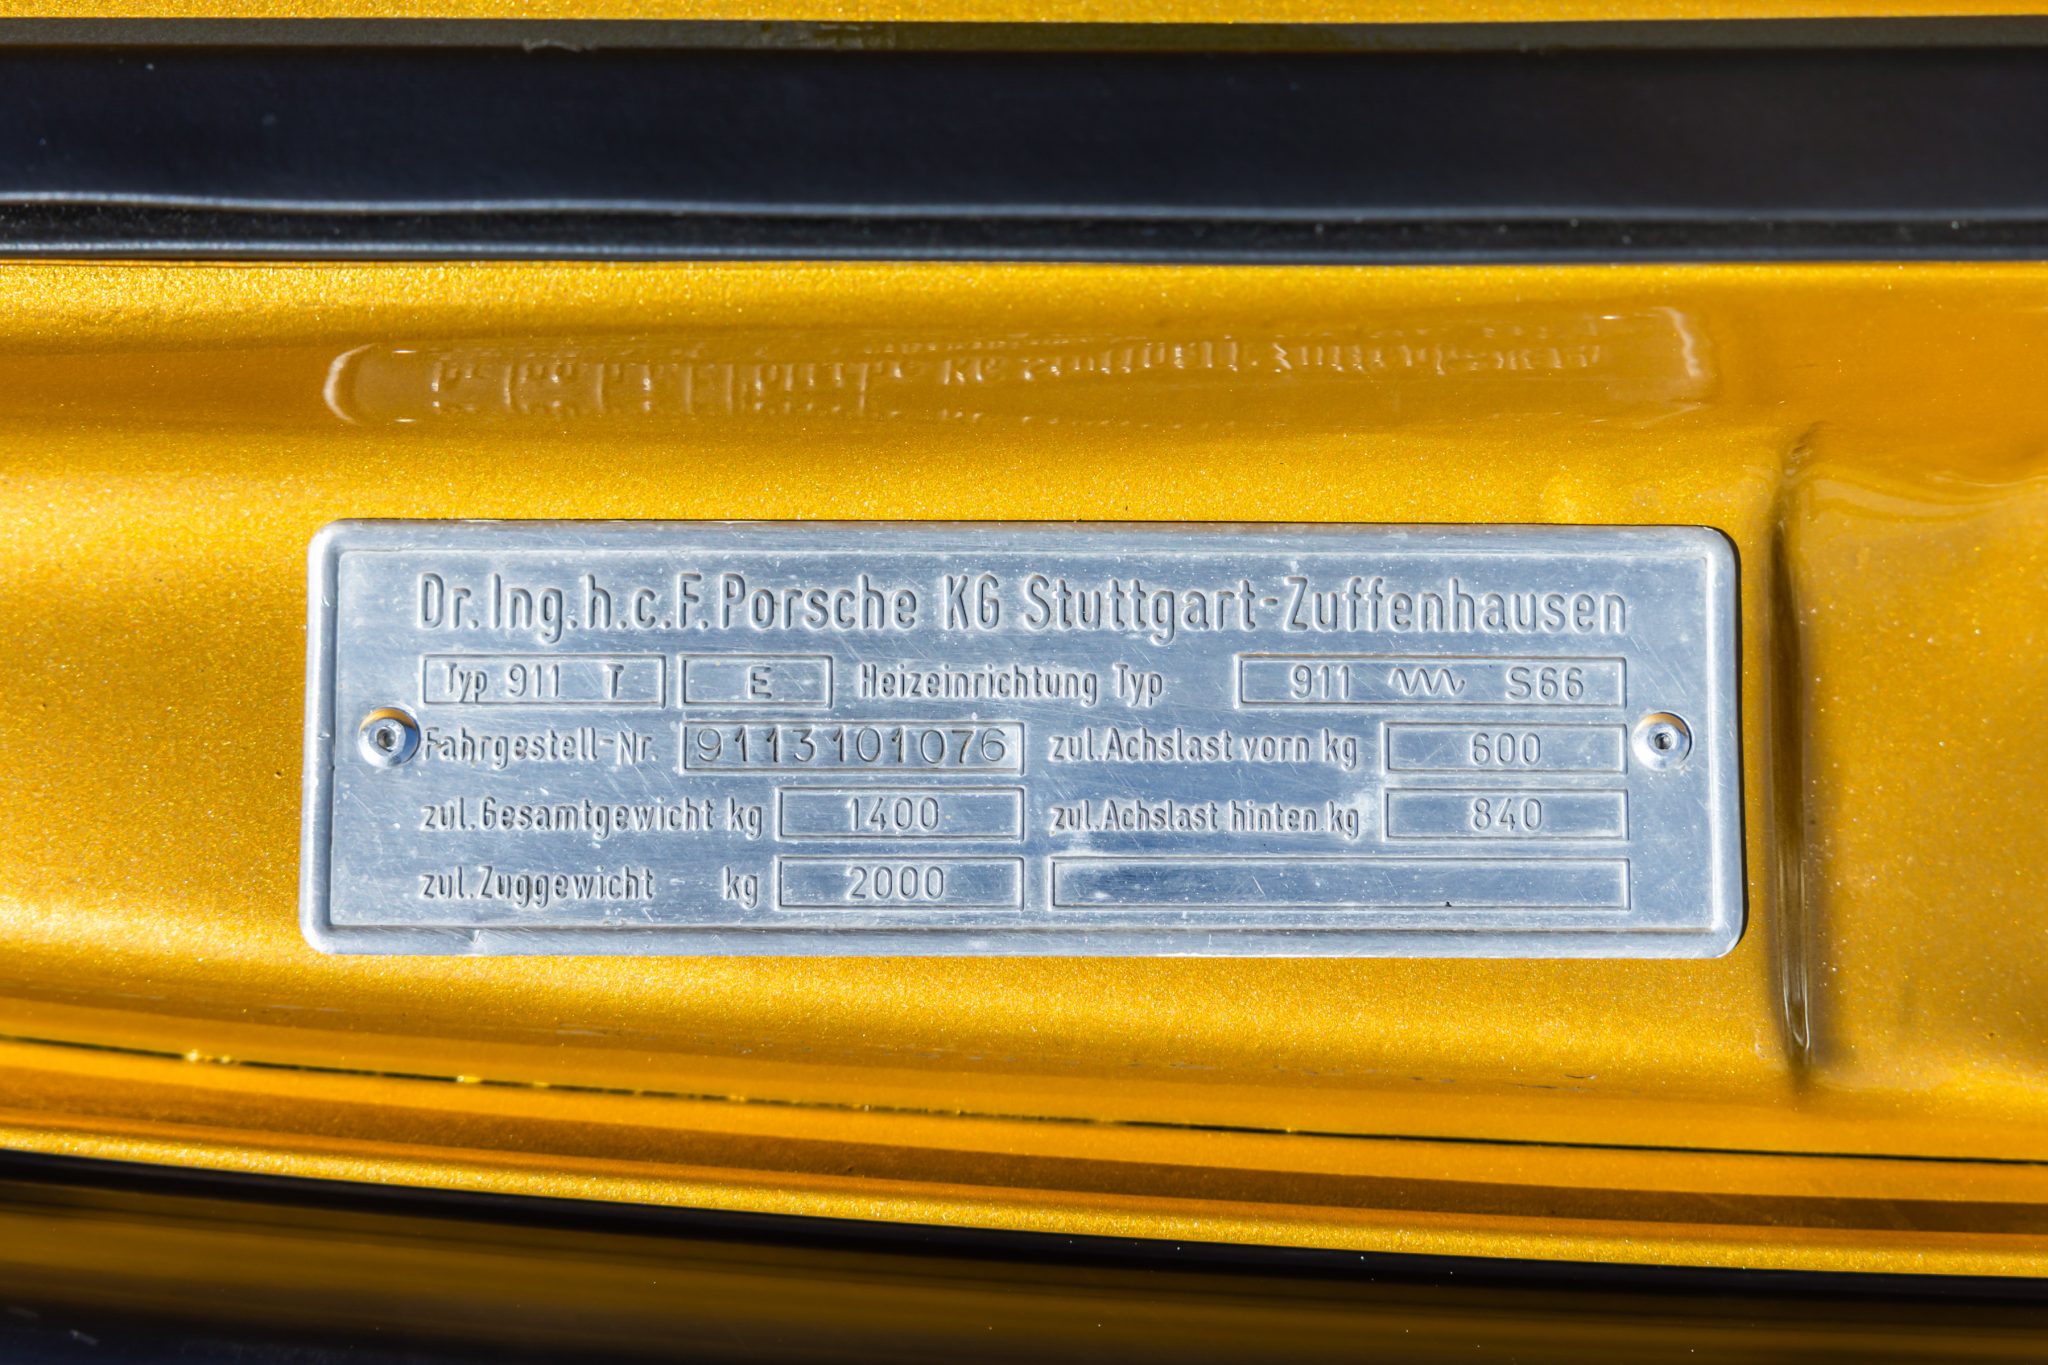 Dr.Ing.h.c.F.Porsche KG Stuttgart-Zuffenhausen
Typ 911 T E Heizeinrichtung Typ 911 S66
Fahrgestell-Nr. 9113101076 zul.Achslast vorn kg 600
zul.Gesamtgewicht kg 1400 zul.Achslast hinten kg 840
zul.Zuggewicht kg 2000